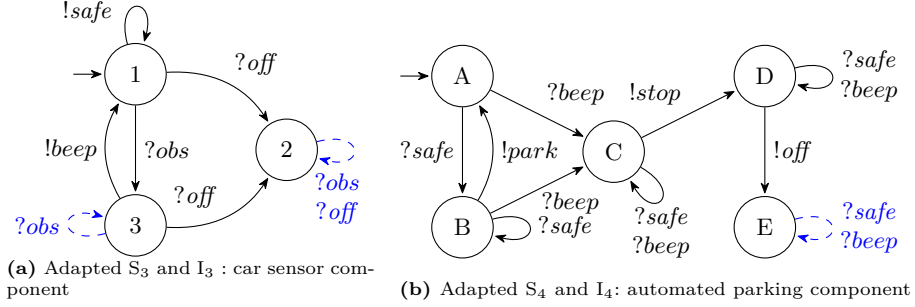 !safe
1
?off
!beep
?obs
2
?obs
?off
?off
?obs
3
(a) Adapted S3 and I3 : car sensor com-
ponent
A
?beep
!stop
D
?safe
?beep
?safe
!park
C
!off
B
?beep
?safe
?safe
?beep
E
?safe
?beep
(b) Adapted S4 and I4: automated parking component